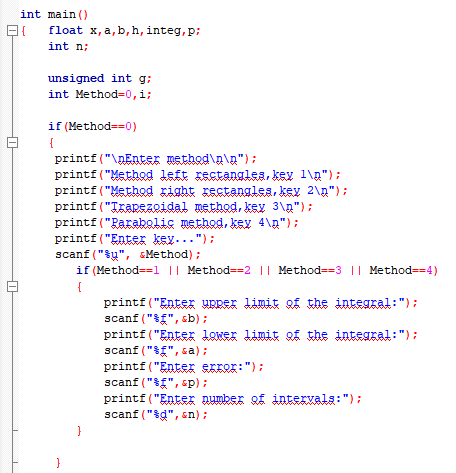 int main()
{ float x,a,b,h,integ,p;
int n;
unsigned int g;
int Method=0,i;
if(Method==0)
{
printf("\nEnter method\n\n");
printf("Method left rectangles,key 1\n");
printf("Method right rectangles,key 2\n");
printf("Trapezoidal method,key 3\n");
printf("Parabolic method,key 4\n");
printf("Enter key...");
scanf("%u", &Method);
if(Method==1 || Method==2 || Method==3 || Method==4)
{
printf("Enter upper limit of the integral:");
scanf("%f",&b);
printf("Enter lower limit of the integral:");
scanf("%f",&a);
printf("Enter error:");
scanf("%f",&p);
printf("Enter number of intervals:");
scanf("%d",&n);
}
}